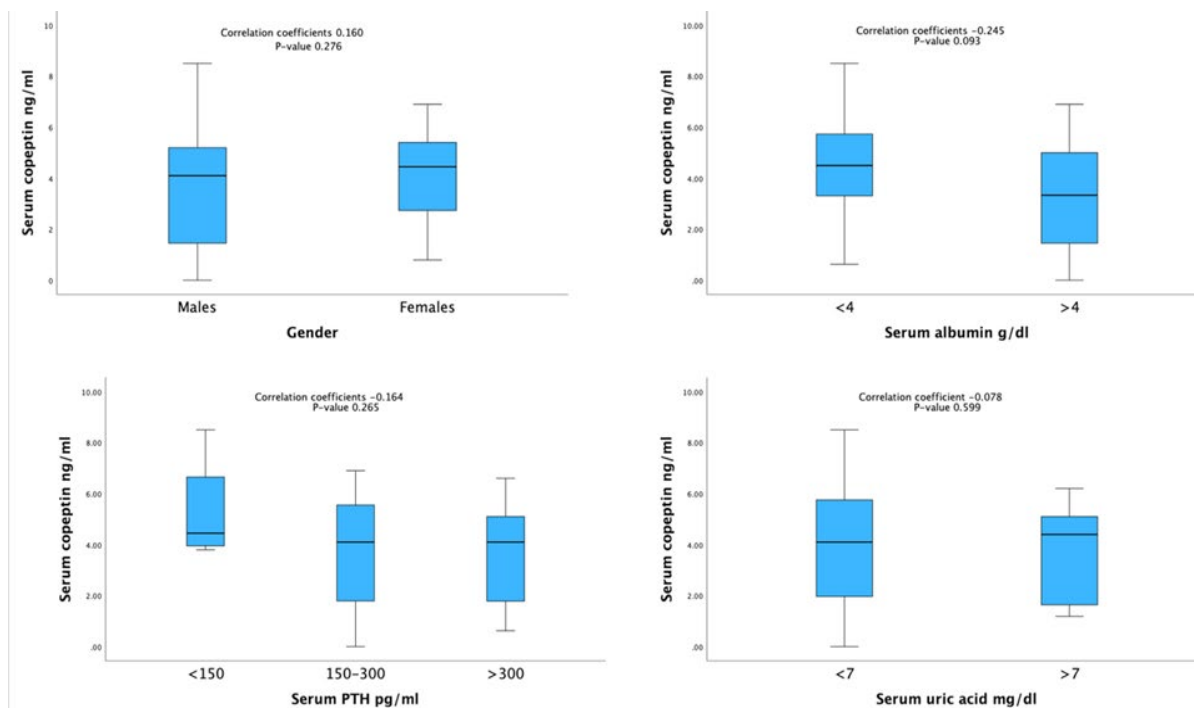 Correlation coefficients 0.160
P-value 0.276
Serum copeptin ng/ml
10
8
6
4
2
0
Males
Females
Gender
Correlation coefficients -0.245
P-value 0.093
Serum copeptin ng/ml
10.00
8.00
6.00
4.00
2.00
.00
<4
>4
Serum albumin g/dl
Correlation coefficients -0.164
P-value 0.265
Serum copeptin ng/ml
10.00
8.00
6.00
4.00
2.00
.00
<150
150-300
>300
Serum PTH pg/ml
Correlation coefficient -0.078
P-value 0.599
Serum copeptin ng/ml
10.00
8.00
6.00
4.00
2.00
.00
<7
>7
Serum uric acid mg/dl